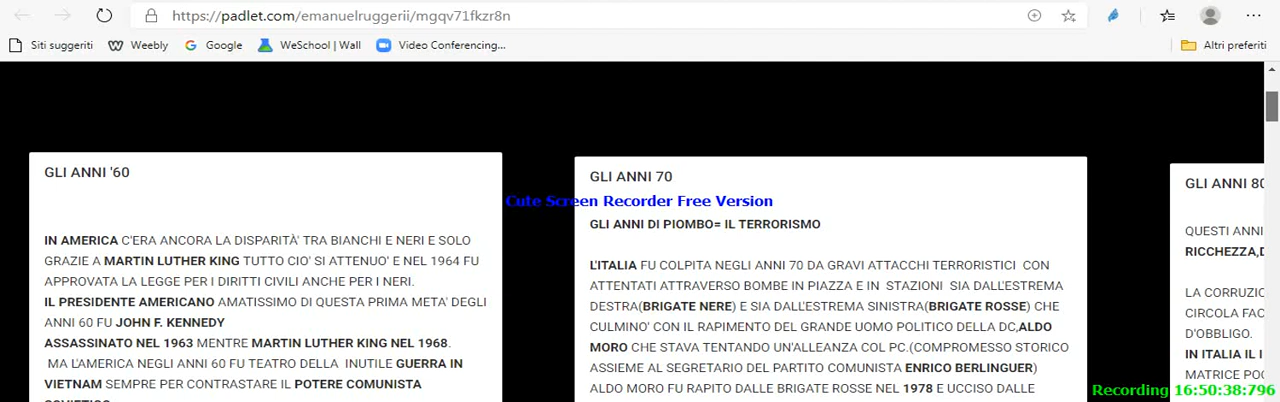 https://padlet.com/emanuelruggerii/mgqv71fkzr8n
Siti suggeriti Weebly Google WeSchool | Wall Video Conferencing... Altri preferiti
GLI ANNI '60
IN AMERICA C'ERA ANCORA LA DISPARITA' TRA BIANCHI E NERI E SOLO
GRAZIE A MARTIN LUTHER KING TUTTO CIO' SI ATTENUO' E NEL 1964 FU
APPROVATA LA LEGGE PER I DIRITTI CIVILI ANCHE PER I NERI.
IL PRESIDENTE AMERICANO AMATISSIMO DI QUESTA PRIMA META' DEGLI
ANNI 60 FU JOHN F. KENNEDY
ASSASSINATO NEL 1963 MENTRE MARTIN LUTHER KING NEL 1968.
MA L'AMERICA NEGLI ANNI 60 FU TEATRO DELLA INUTILE GUERRA IN
VIETNAM SEMPRE PER CONTRASTARE IL POTERE COMUNISTA
GLI ANNI 70
Cute Screen Recorder Free Version
GLI ANNI DI PIOMBO= IL TERRORISMO
L'ITALIA FU COLPITA NEGLI ANNI 70 DA GRAVI ATTACCHI TERRORISTICI CON
ATTENTATI ATTRAVERSO BOMBE IN PIAZZA E IN STAZIONI SIA DALL'ESTREMA
DESTRA(BRIGATE NERE) E SIA DALL'ESTREMA SINISTRA(BRIGATE ROSSE) CHE
CULMINO' CON IL RAPIMENTO DEL GRANDE UOMO POLITICO DELLA DC,ALDO
MORO CHE STAVA TENTANDO UN'ALLEANZA COL PC.(COMPROMESSO STORICO
ASSIEME AL SEGRETARIO DEL PARTITO COMUNISTA ENRICO BERLINGUER)
ALDO MORO FU RAPITO DALLE BRIGATE ROSSE NEL 1978 E UCCISO DALLE
GLI ANNI 80
QUESTI ANNI
RICCHEZZA,D
LA CORRUZIO
CIRCOLA FAC
D'OBBLIGO.
IN ITALIA IL I
MATRICE POC
Recording 16:50:38:796